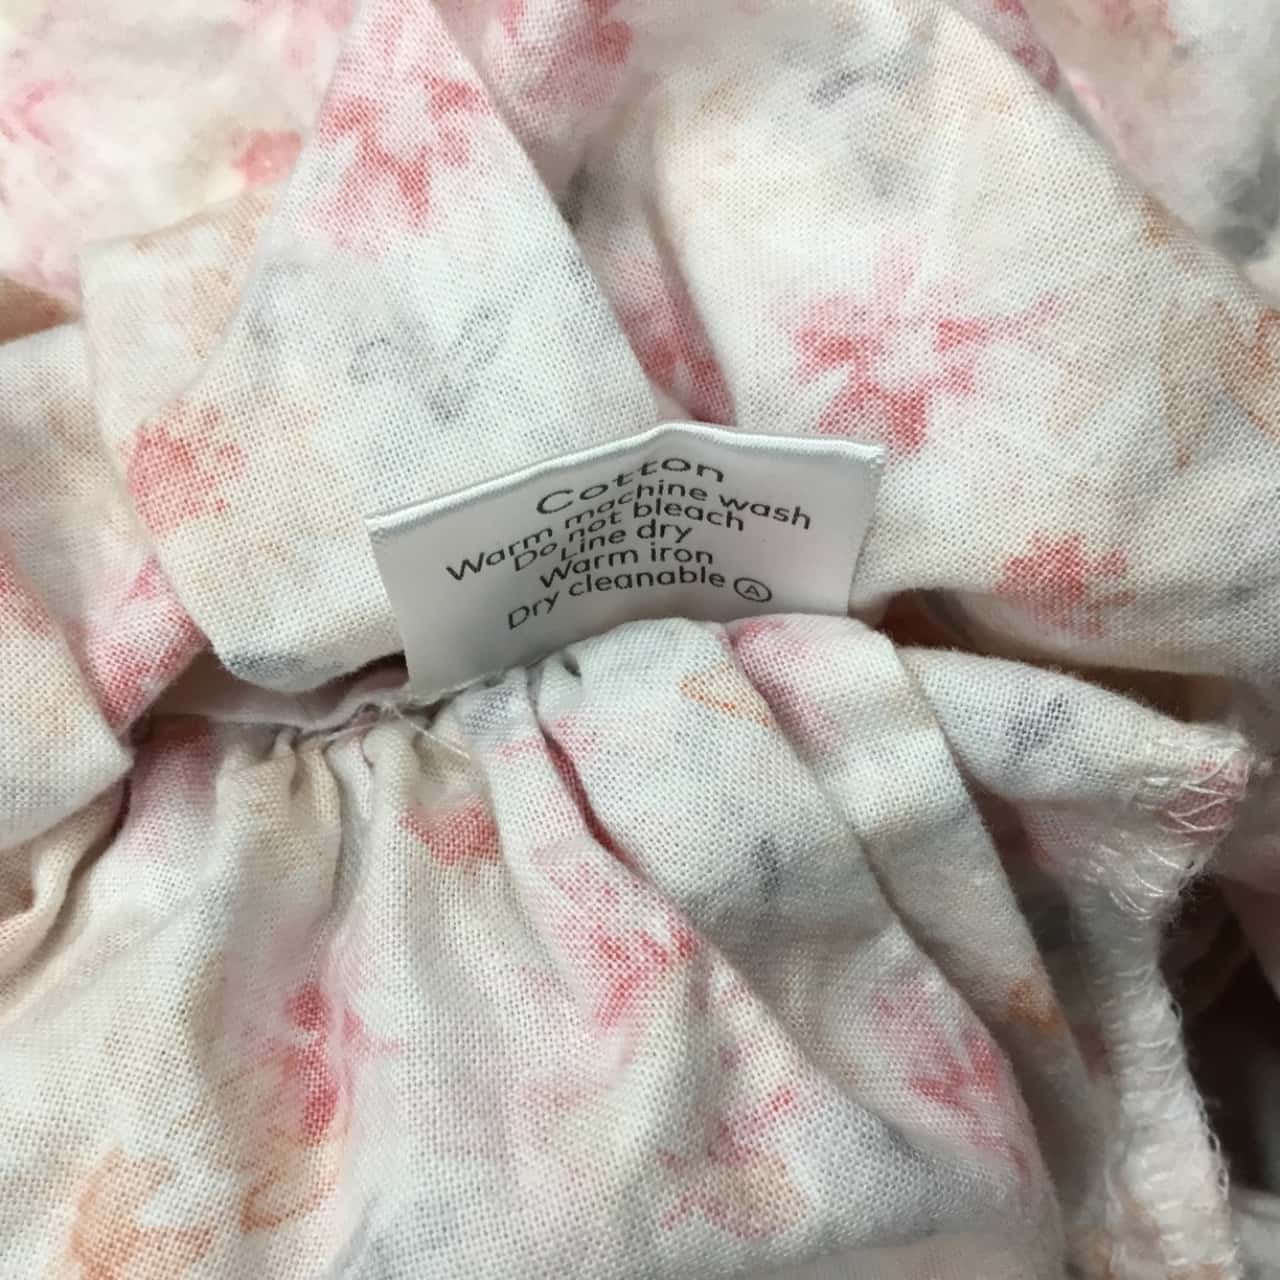 Cotton
Warm machine wash
Do not bleach
Line dry
Warm iron
Dry cleanable Ⓐ